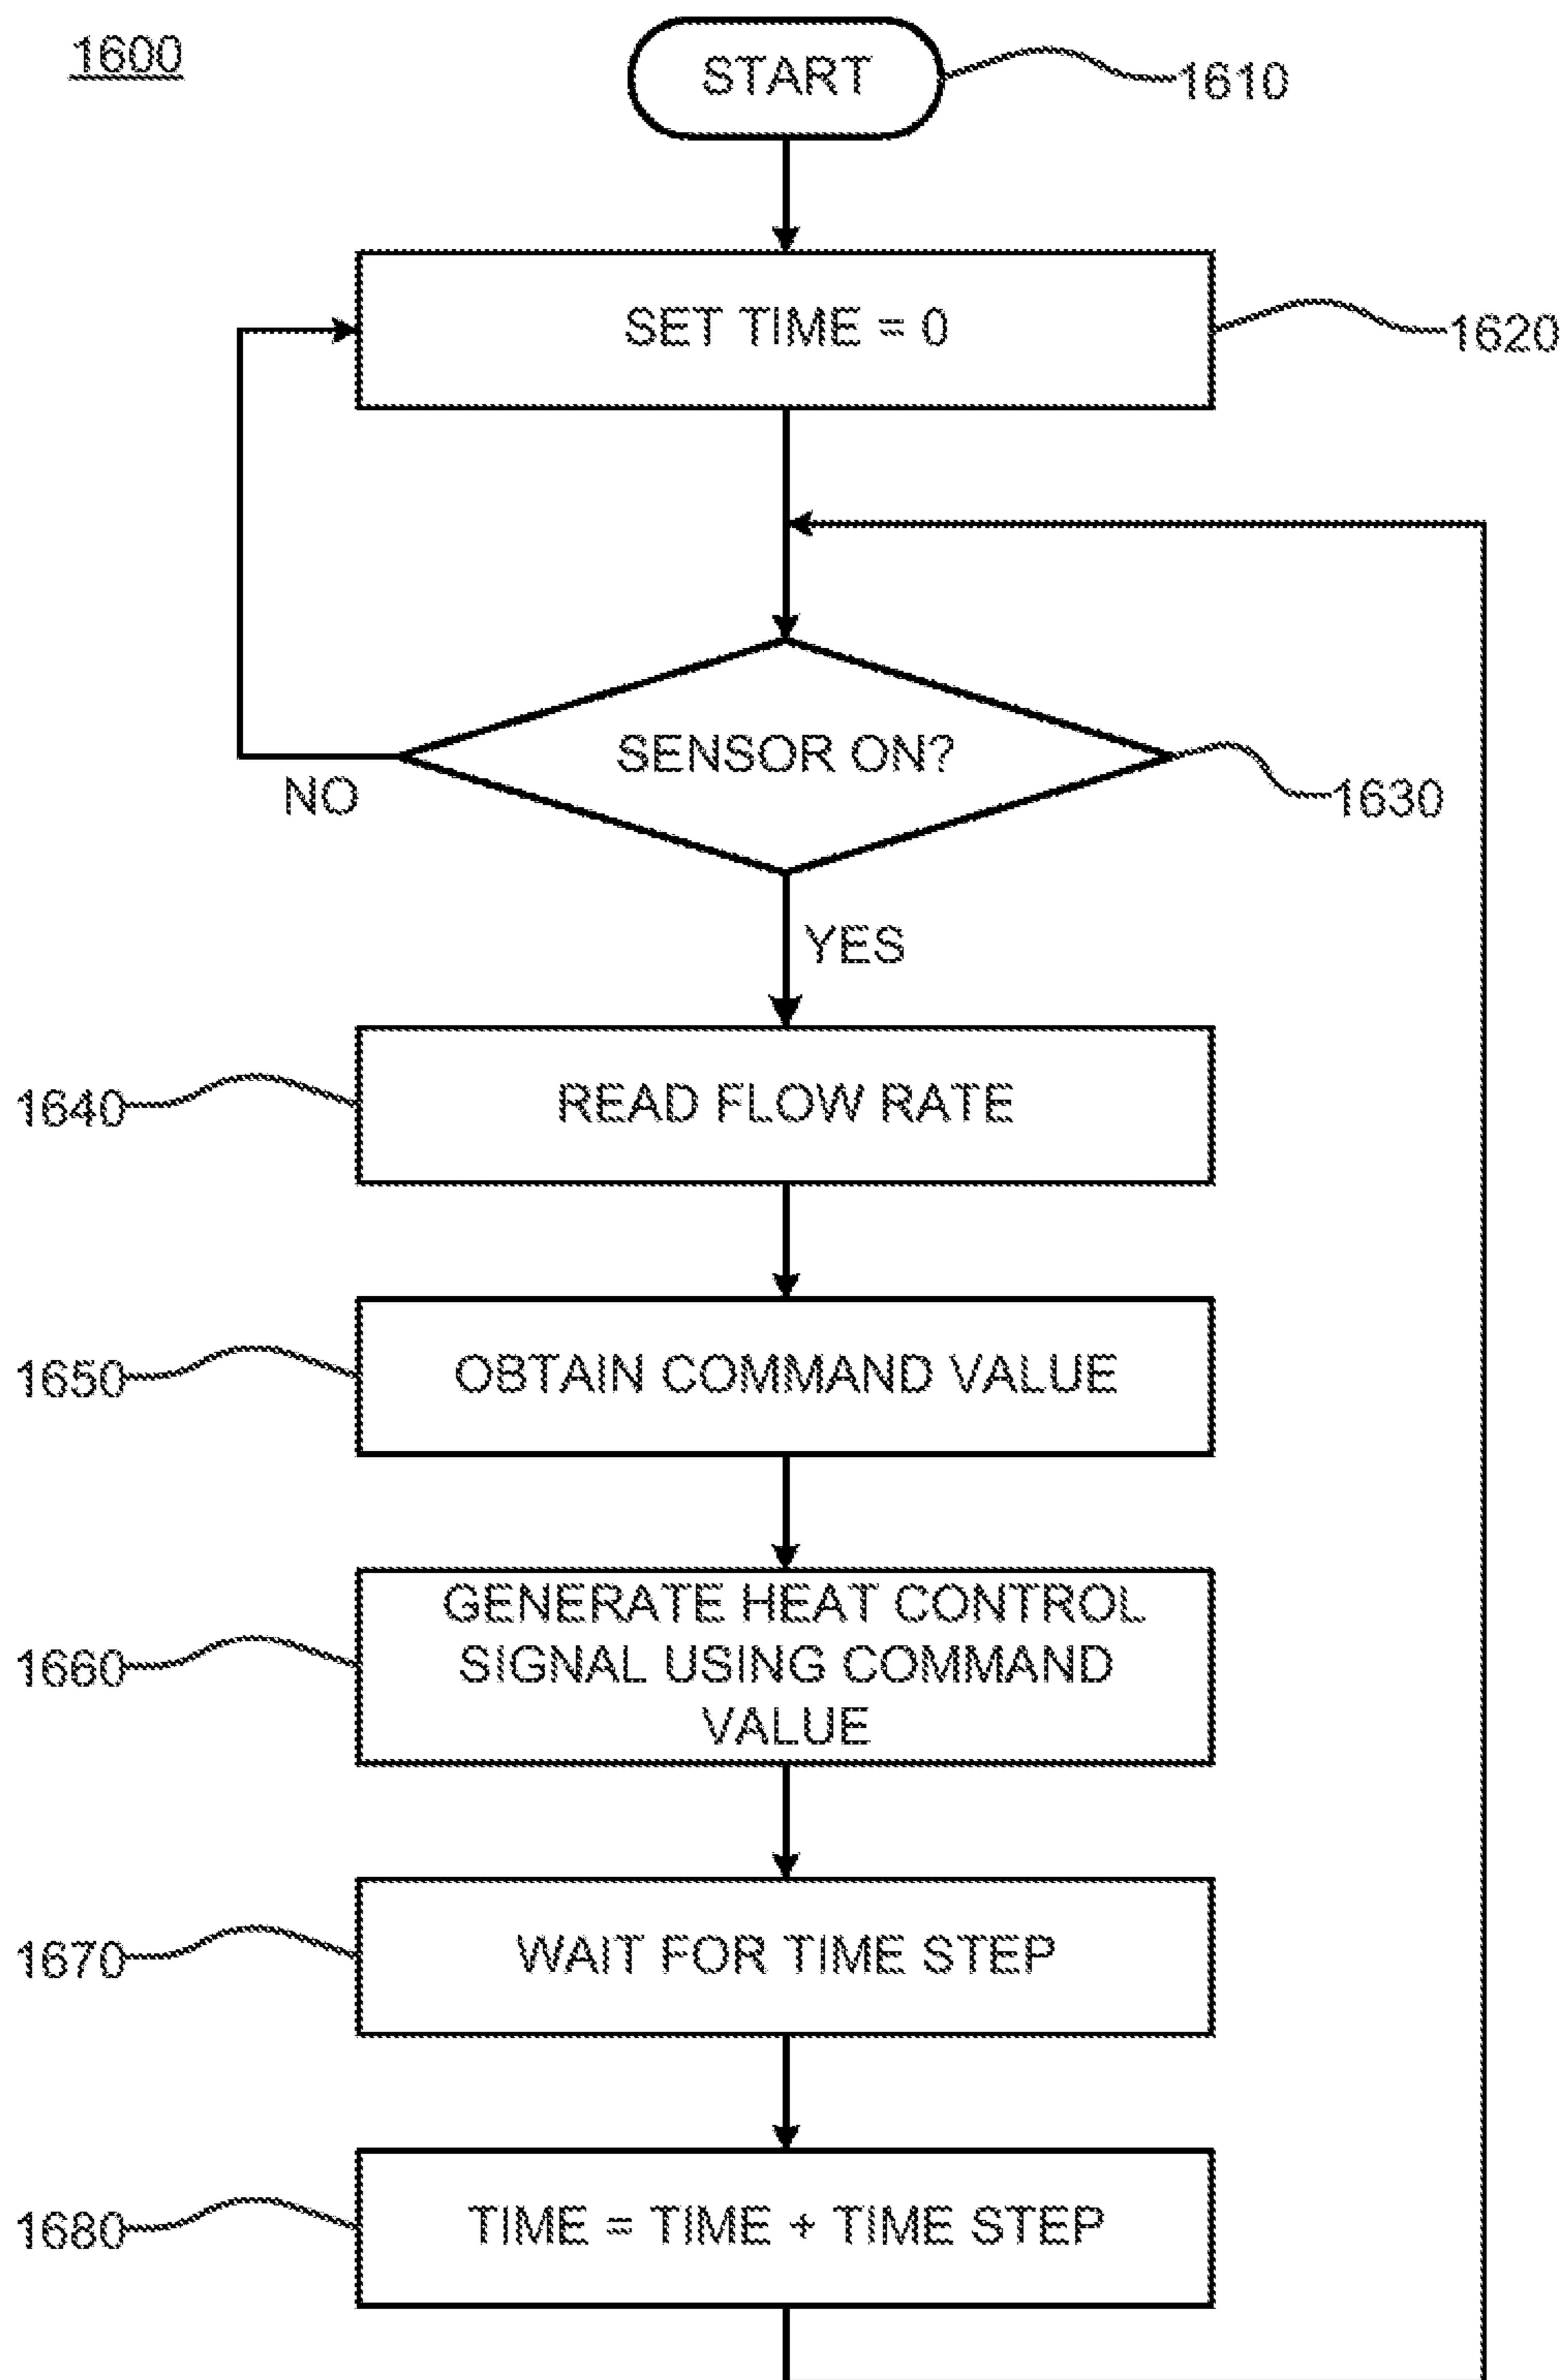 1600
START
1610
SET TIME = 0
1620
SENSOR ON?
1630
NO
YES
READ FLOW RATE
1640
OBTAIN COMMAND VALUE
1650
GENERATE HEAT CONTROL
SIGNAL USING COMMAND
VALUE
1660
WAIT FOR TIME STEP
1670
TIME = TIME + TIME STEP
1680